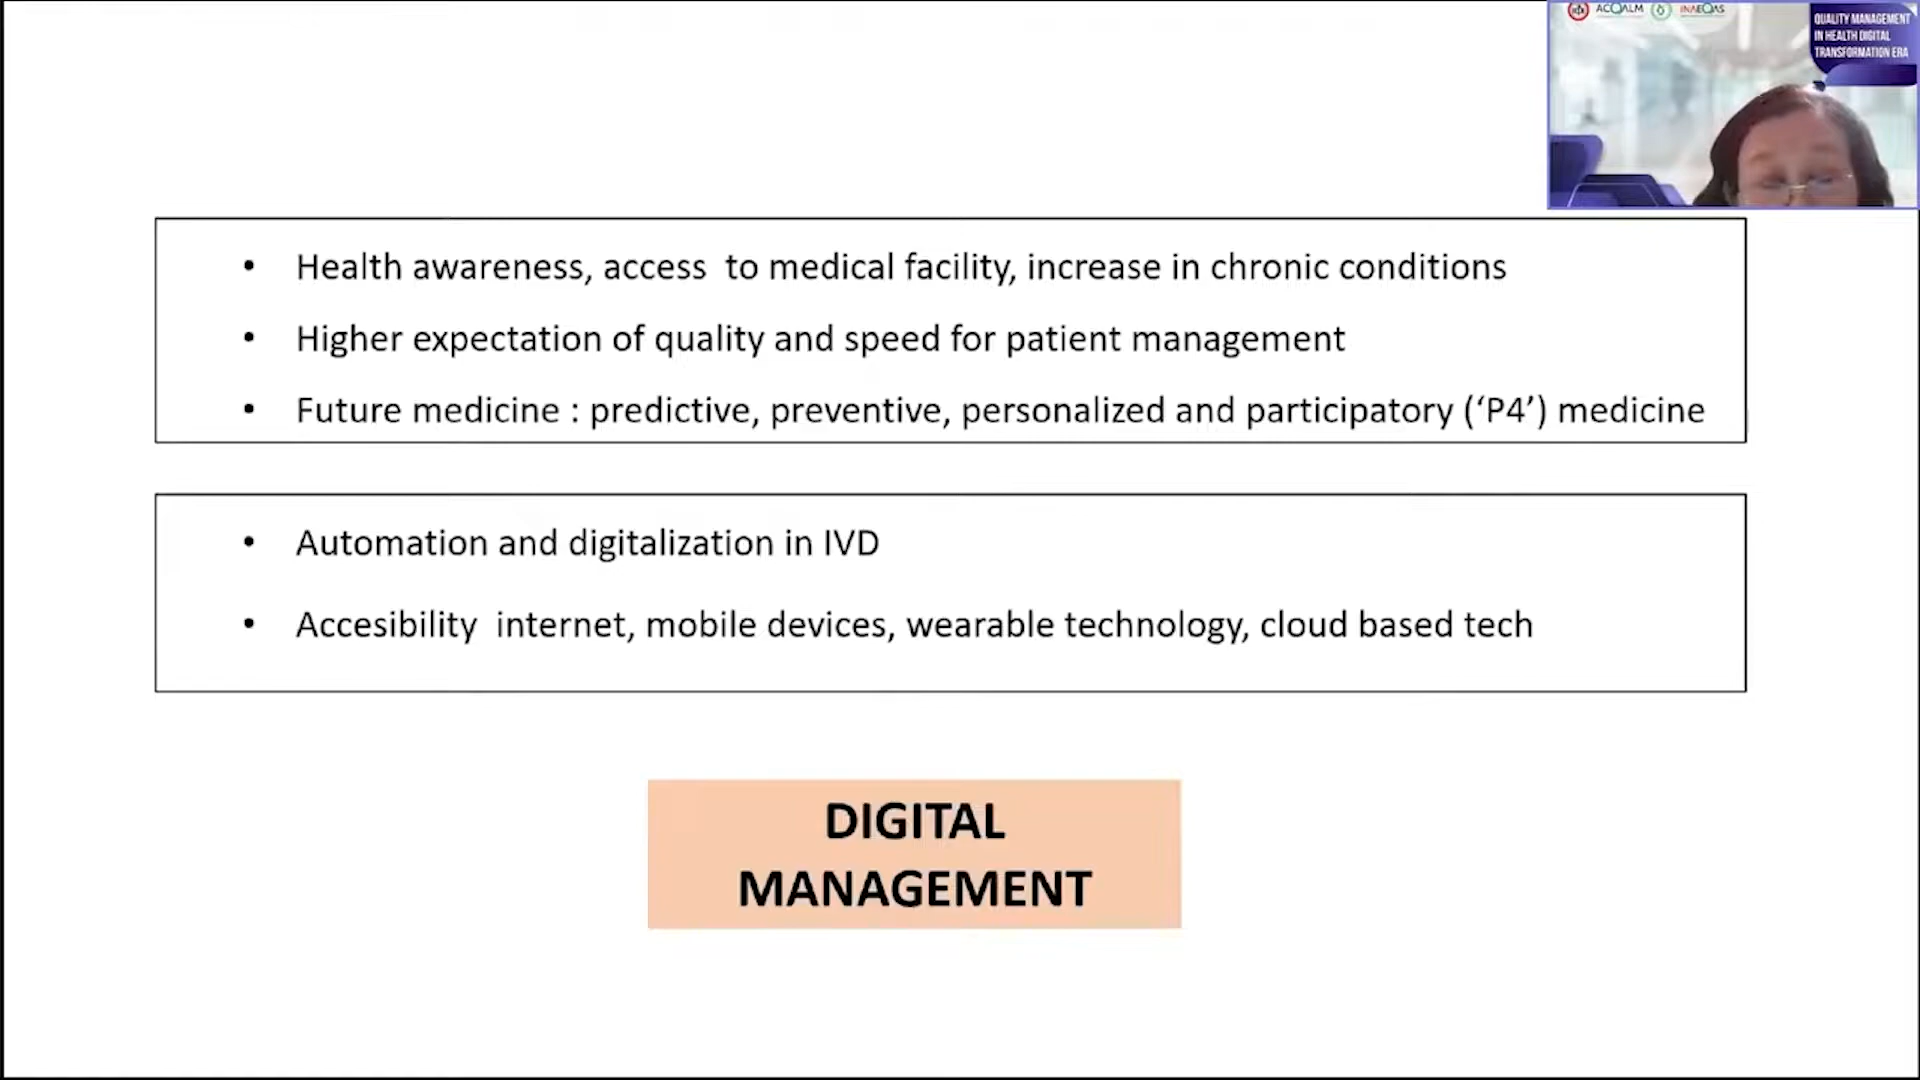 ACQALM INAEQAS
QUALITY MANAGEMENT
IN HEALTH DIGITAL
TRANSFORMATION ERA
• Health awareness, access  to medical facility, increase in chronic conditions
• Higher expectation of quality and speed for patient management
• Future medicine : predictive, preventive, personalized and participatory (‘P4’) medicine
• Automation and digitalization in IVD
• Accesibility  internet, mobile devices, wearable technology, cloud based tech
DIGITAL
MANAGEMENT